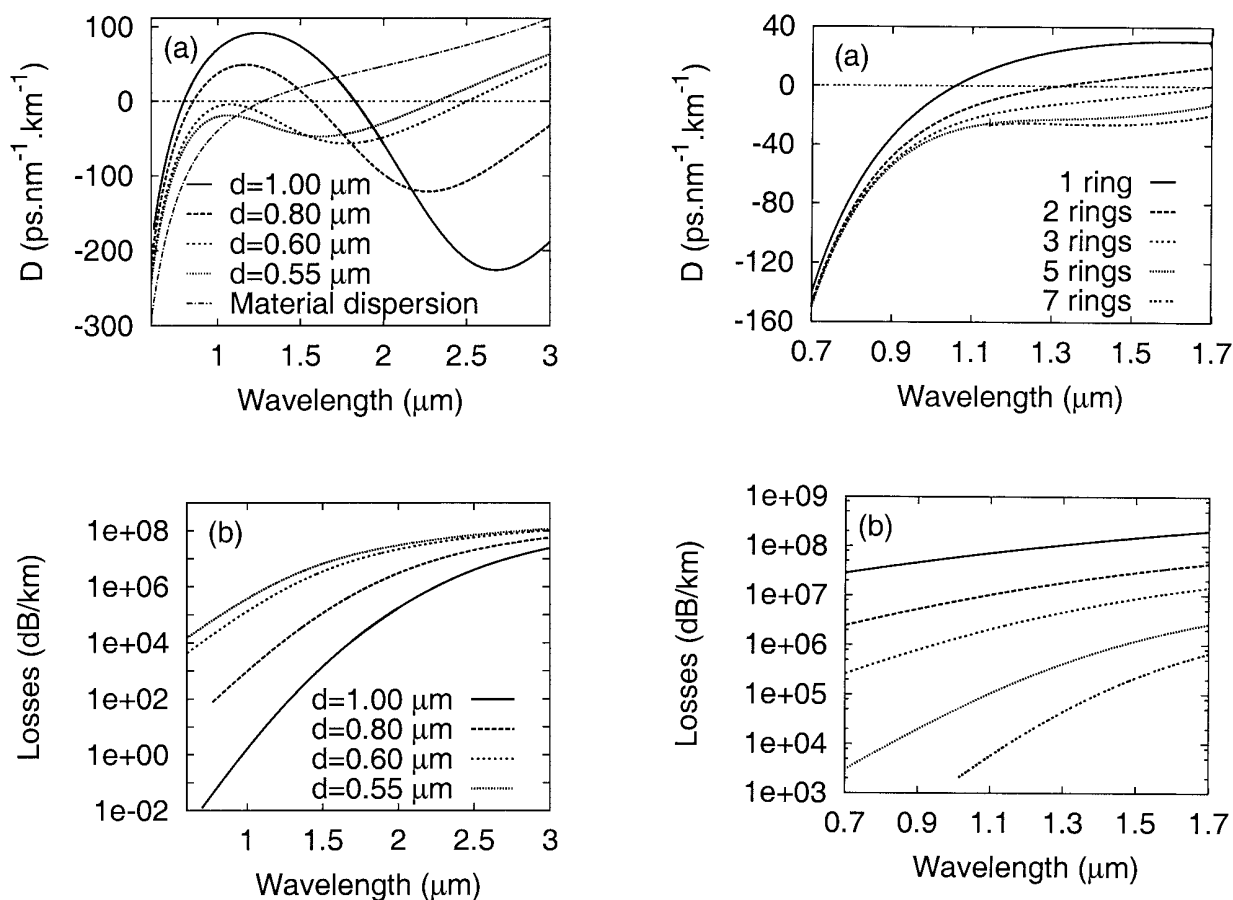 (a)
D (ps.nm⁻¹.km⁻¹)
100
0
-100
-200
-300
d=1.00 μm
d=0.80 μm
d=0.60 μm
d=0.55 μm
Material dispersion
1 1.5 2 2.5 3
Wavelength (μm)
(a)
D (ps.nm⁻¹.km⁻¹)
40
0
-40
-80
-120
-160
1 ring
2 rings
3 rings
5 rings
7 rings
0.7 0.9 1.1 1.3 1.5 1.7
Wavelength (μm)
(b)
Losses (dB/km)
1e+08
1e+06
1e+04
1e+02
1e+00
1e-02
d=1.00 μm
d=0.80 μm
d=0.60 μm
d=0.55 μm
1 1.5 2 2.5 3
Wavelength (μm)
(b)
Losses (dB/km)
1e+09
1e+08
1e+07
1e+06
1e+05
1e+04
1e+03
0.7 0.9 1.1 1.3 1.5 1.7
Wavelength (μm)